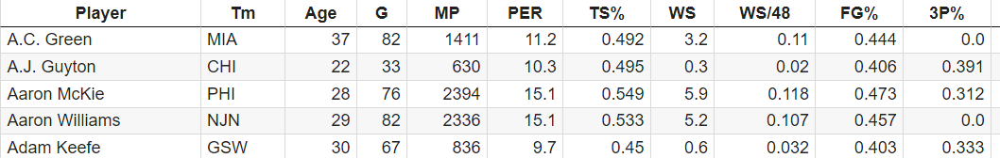 Player Tm Age G MP PER TS% WS WS/48 FG% 3P%
A.C. Green MIA 37 82 1411 11.2 0.492 3.2 0.11 0.444 0.0
A.J. Guyton CHI 22 33 630 10.3 0.495 0.3 0.02 0.406 0.391
Aaron McKie PHI 28 76 2394 15.1 0.549 5.9 0.118 0.473 0.312
Aaron Williams NJN 29 82 2336 15.1 0.533 5.2 0.107 0.457 0.0
Adam Keefe GSW 30 67 836 9.7 0.45 0.6 0.032 0.403 0.333